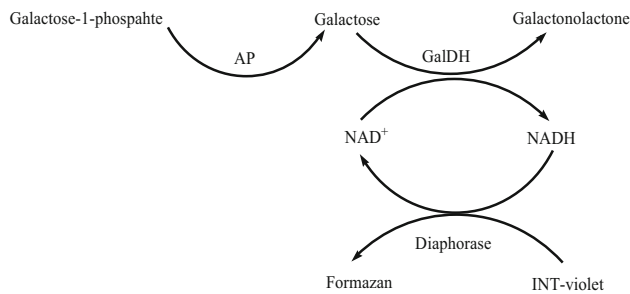 Galactose-1-phospahte
Galactose
Galactonolactone
AP
GalDH
NAD+
NADH
Diaphorase
Formazan
INT-violet